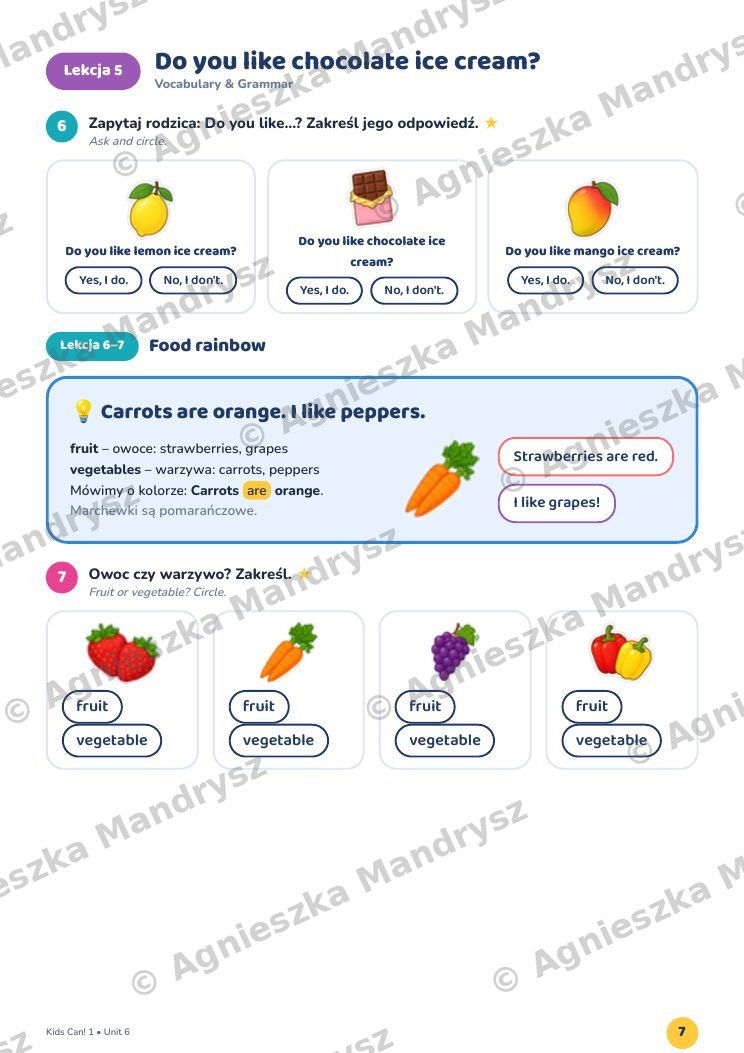 Lekcja 5
Do you like chocolate ice cream?
Vocabulary & Grammar
6
Zapytaj rodzica: Do you like...? Zakreśl jego odpowiedź.
Ask and circle.
Do you like lemon ice cream?
Yes, I do.
No, I don't.
Do you like chocolate ice
cream?
Yes, I do.
No, I don't.
Do you like mango ice cream?
Yes, I do.
No, I don't.
Lekcja 6–7
Food rainbow
Carrots are orange. I like peppers.
fruit – owoce: strawberries, grapes
vegetables – warzywa: carrots, peppers
Mówimy o kolorze: Carrots are orange.
Marchewki są pomarańczowe.
Strawberries are red.
I like grapes!
7
Owoc czy warzywo? Zakreśl.
Fruit or vegetable? Circle.
fruit
vegetable
fruit
vegetable
fruit
vegetable
fruit
vegetable
Kids Can! 1 • Unit 6
7
© Agnieszka Mandrysz